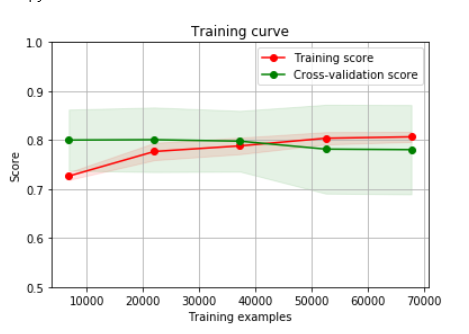 Training curve
Training score
Cross-validation score
1.0
0.9
0.8
0.7
0.6
0.5
Score
10000 20000 30000 40000 50000 60000 70000
Training examples